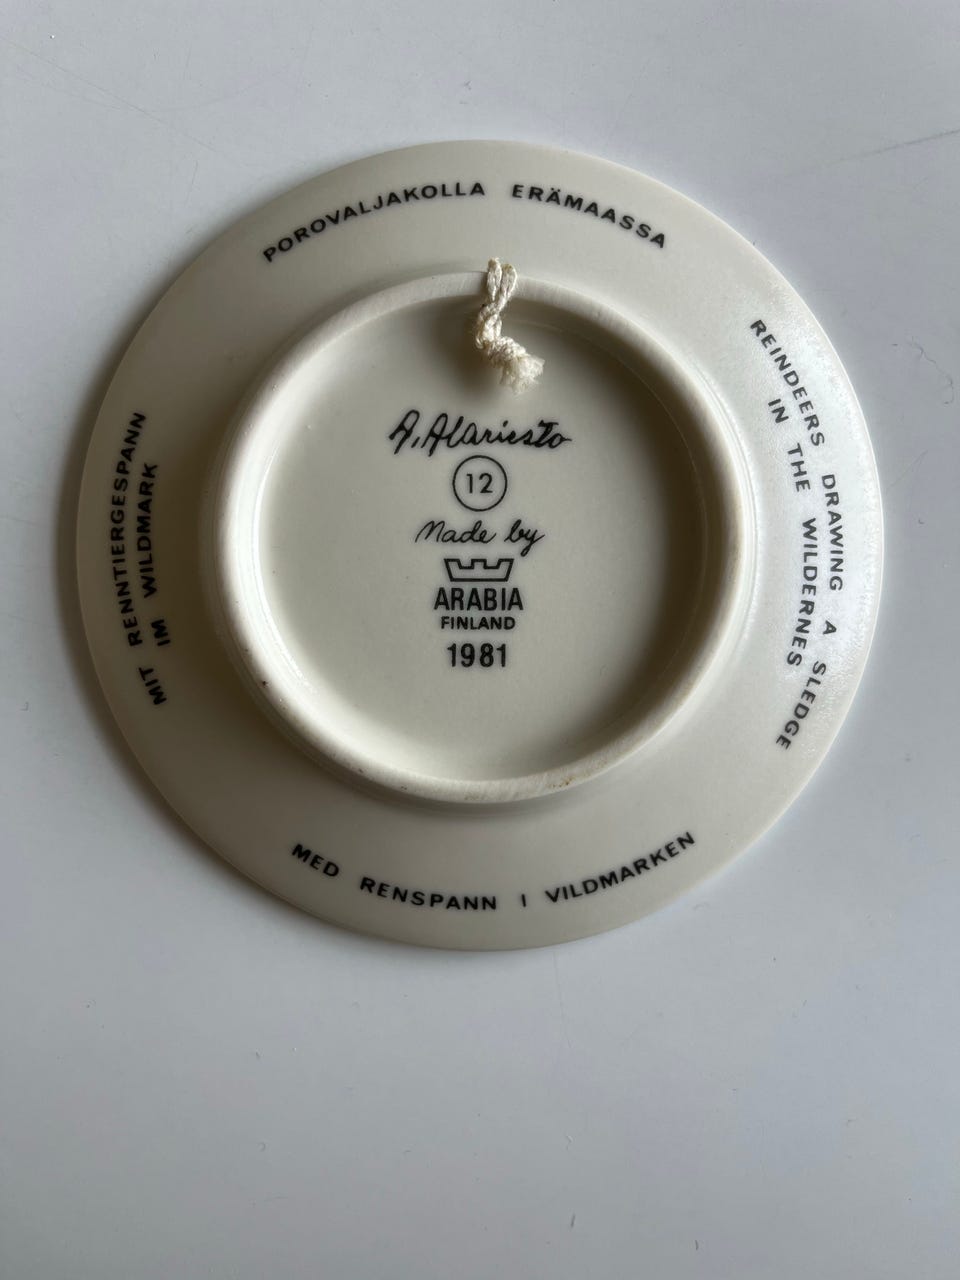 POROVALJAKOLLA ERÄMAASSA
REINDEERS DRAWING A SLEDGE
IN THE WILDERNES
MED RENSPANN I VILDMARKEN
MIT RENNTIERGESPANN
IM WILDMARK
A. Alariesto
12
Made by
ARABIA
FINLAND
1981